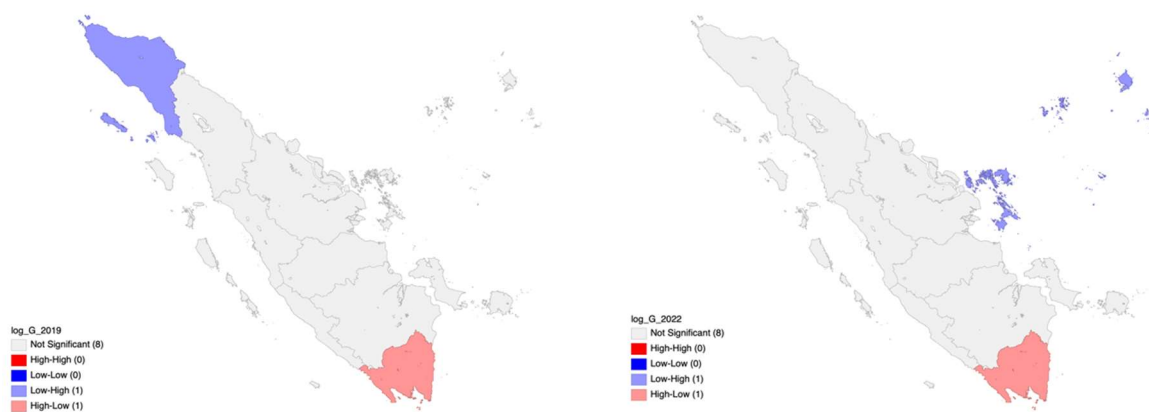 log_G_2019
Not Significant (8)
High-High (0)
Low-Low (0)
Low-High (1)
High-Low (1)
log_G_2022
Not Significant (8)
High-High (0)
Low-Low (0)
Low-High (1)
High-Low (1)